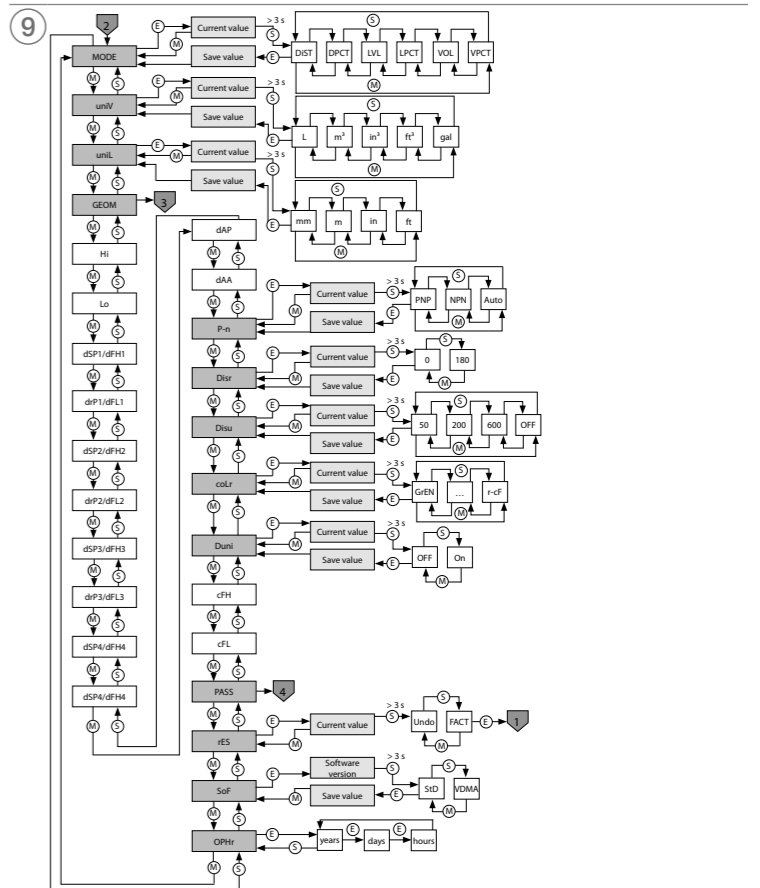 9
2
MODE
E
M
Current value
Save value
> 3 s
S
E
DiST DPCT LVL LPCT VOL VPCT
S
M
M S
uniV
E
M
Current value
Save value
> 3 s
S
E
L m³ in³ ft³ gal
S
M
M S
uniL
E
M
Current value
Save value
> 3 s
S
E
mm m in ft
S
M
M S
GEOM
3
M S
Hi
M S
Lo
M S
dSP1/dFH1
M S
drP1/dFL1
M S
dSP2/dFH2
M S
drP2/dFL2
M S
dSP3/dFH3
M S
drP3/dFL3
M S
dSP4/dFH4
M S
dSP4/dFH4
M S
dAP
M S
dAA
M S
P-n
E
M
Current value
Save value
> 3 s
S
E
PNP NPN Auto
S
M
M S
Disr
E
M
Current value
Save value
> 3 s
S
E
0 180
S
M
M S
Disu
E
M
Current value
Save value
> 3 s
S
E
50 200 600 OFF
S
M
M S
coLr
E
M
Current value
Save value
> 3 s
S
E
GrEN ... r-cF
S
M
M S
Duni
E
M
Current value
Save value
> 3 s
S
E
OFF On
S
M
M S
cFH
M S
cFL
M S
PASS
4
M S
rES
E
M
Current value
> 3 s
S
Undo FACT
S
M
E
1
M S
SoF
E
M
Software
version
Save value
> 3 s
S
E
StD VDMA
S
M
M S
OPHr
E
S
years days hours
E E
M S